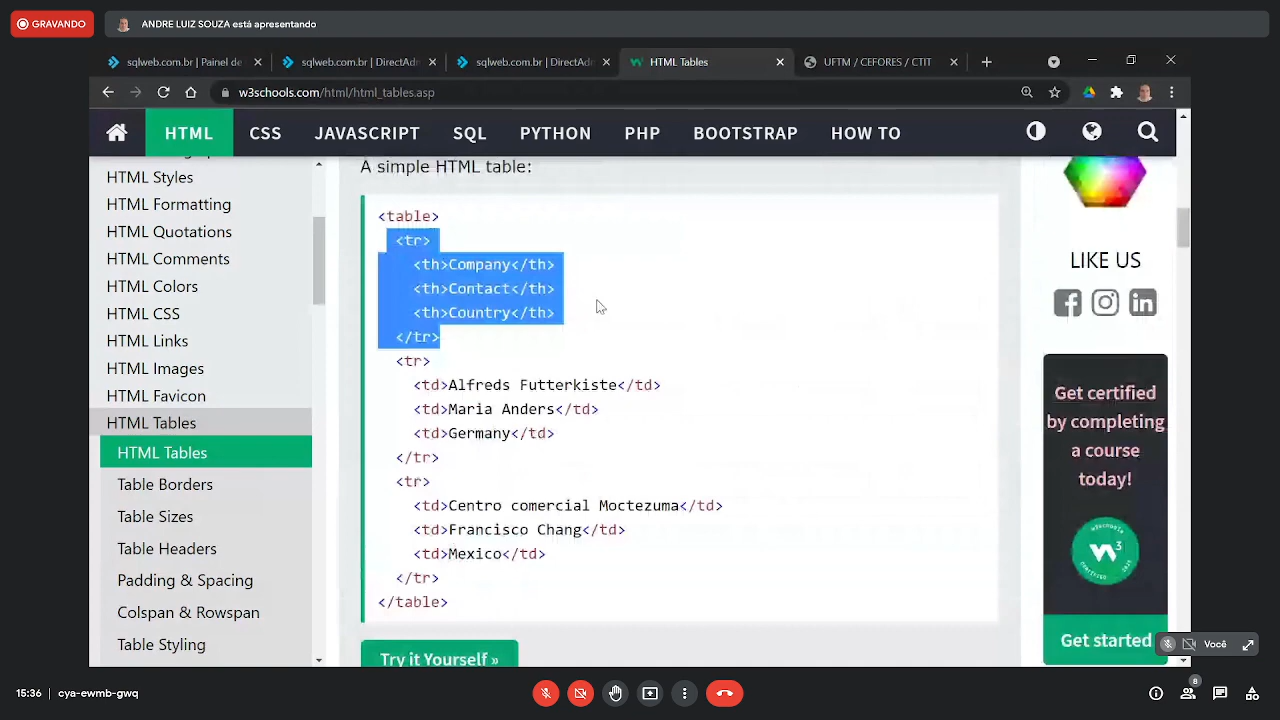 GRAVANDO
ANDRE LUIZ SOUZA está apresentando
sqlweb.com.br | Painel de
sqlweb.com.br | DirectAdr
sqlweb.com.br | DirectAdr
HTML Tables
UFTM / CEFORES / CTIT
w3schools.com/html/html_tables.asp
HTML
CSS
JAVASCRIPT
SQL
PYTHON
PHP
BOOTSTRAP
HOW TO
HTML Styles
HTML Formatting
HTML Quotations
HTML Comments
HTML Colors
HTML CSS
HTML Links
HTML Images
HTML Favicon
HTML Tables
HTML Tables
Table Borders
Table Sizes
Table Headers
Padding & Spacing
Colspan & Rowspan
Table Styling
A simple HTML table:
<table>
<tr>
<th>Company</th>
<th>Contact</th>
<th>Country</th>
</tr>
<tr>
<td>Alfreds Futterkiste</td>
<td>Maria Anders</td>
<td>Germany</td>
</tr>
<tr>
<td>Centro comercial Moctezuma</td>
<td>Francisco Chang</td>
<td>Mexico</td>
</tr>
</table>
Try it Yourself »
LIKE US
Get certified
by completing
a course
today!
w3
Get started
Você
15:36
cya-ewmb-gwq
8